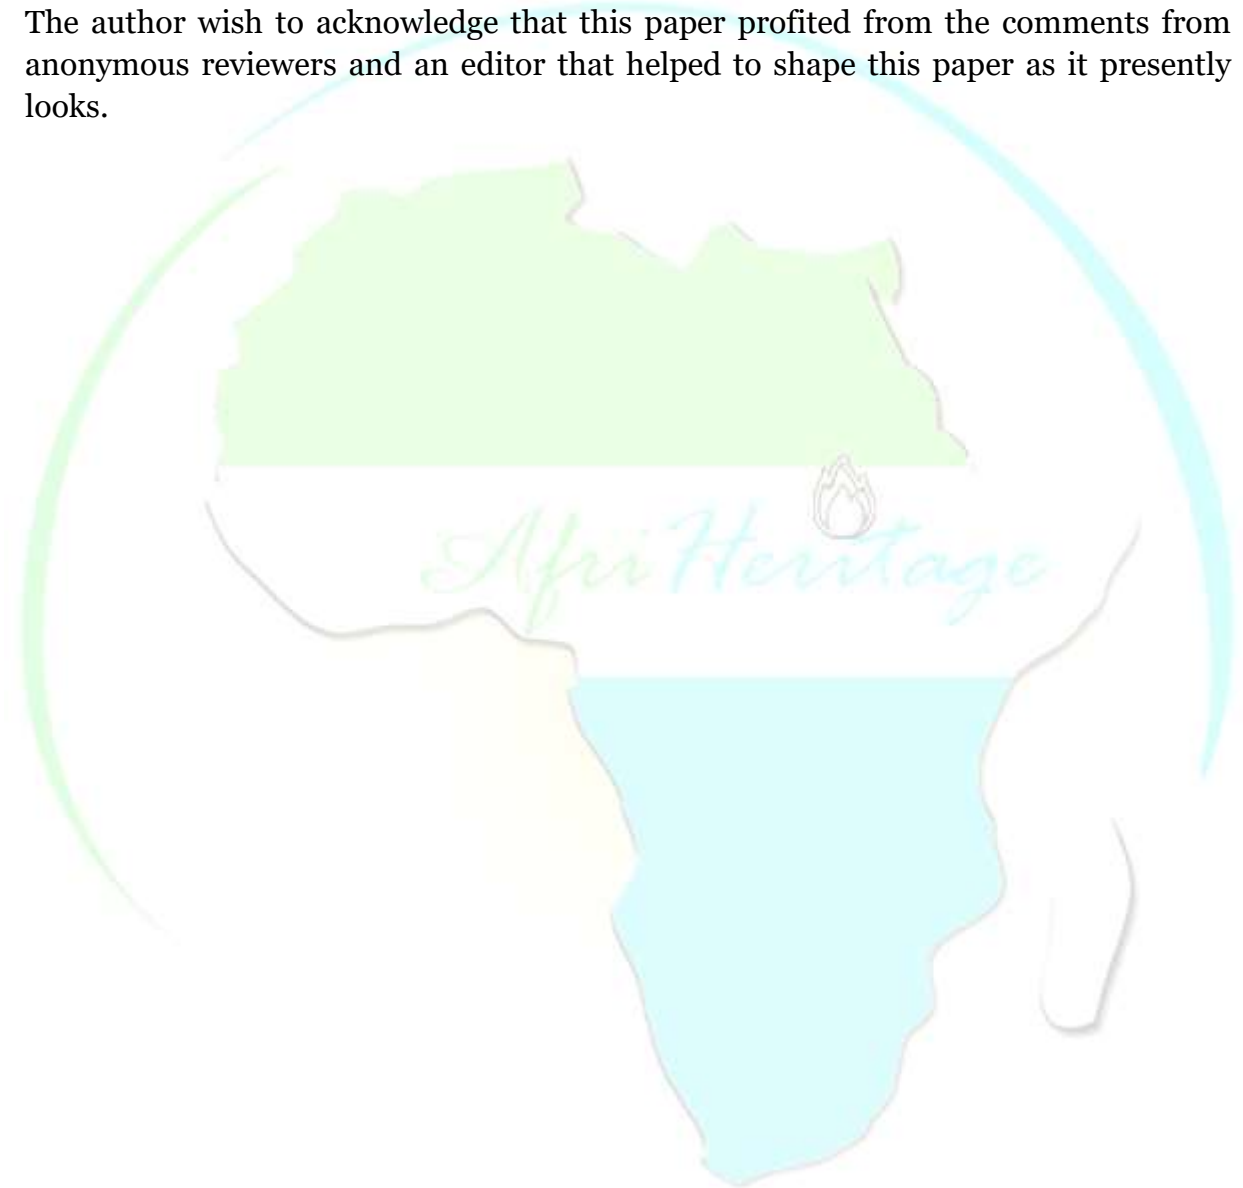 The author wish to acknowledge that this paper profited from the comments from
anonymous reviewers and an editor that helped to shape this paper as it presently
looks.
AfriHeritage